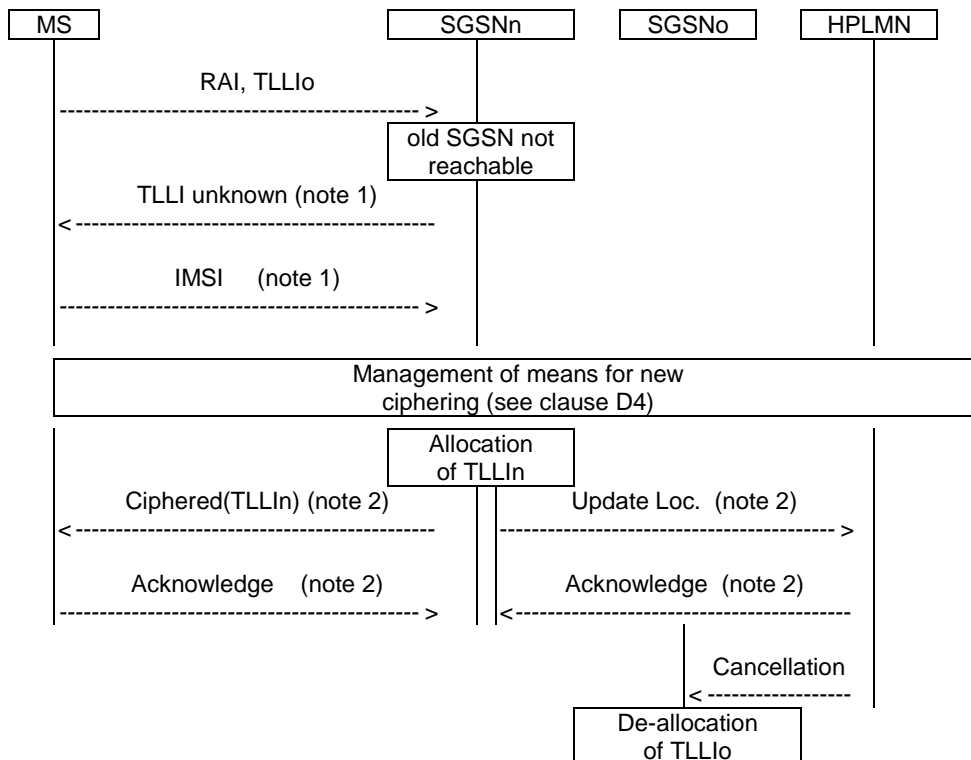 MS SGSNn SGSNo HPLMN
RAI, TLLIo
old SGSN not
reachable
TLLI unknown (note 1)
IMSI (note 1)
Management of means for new
ciphering (see clause D4)
Allocation
of TLLIn
Ciphered(TLLIn) (note 2) Update Loc. (note 2)
Acknowledge (note 2) Acknowledge (note 2)
Cancellation
De-allocation
of TLLIo